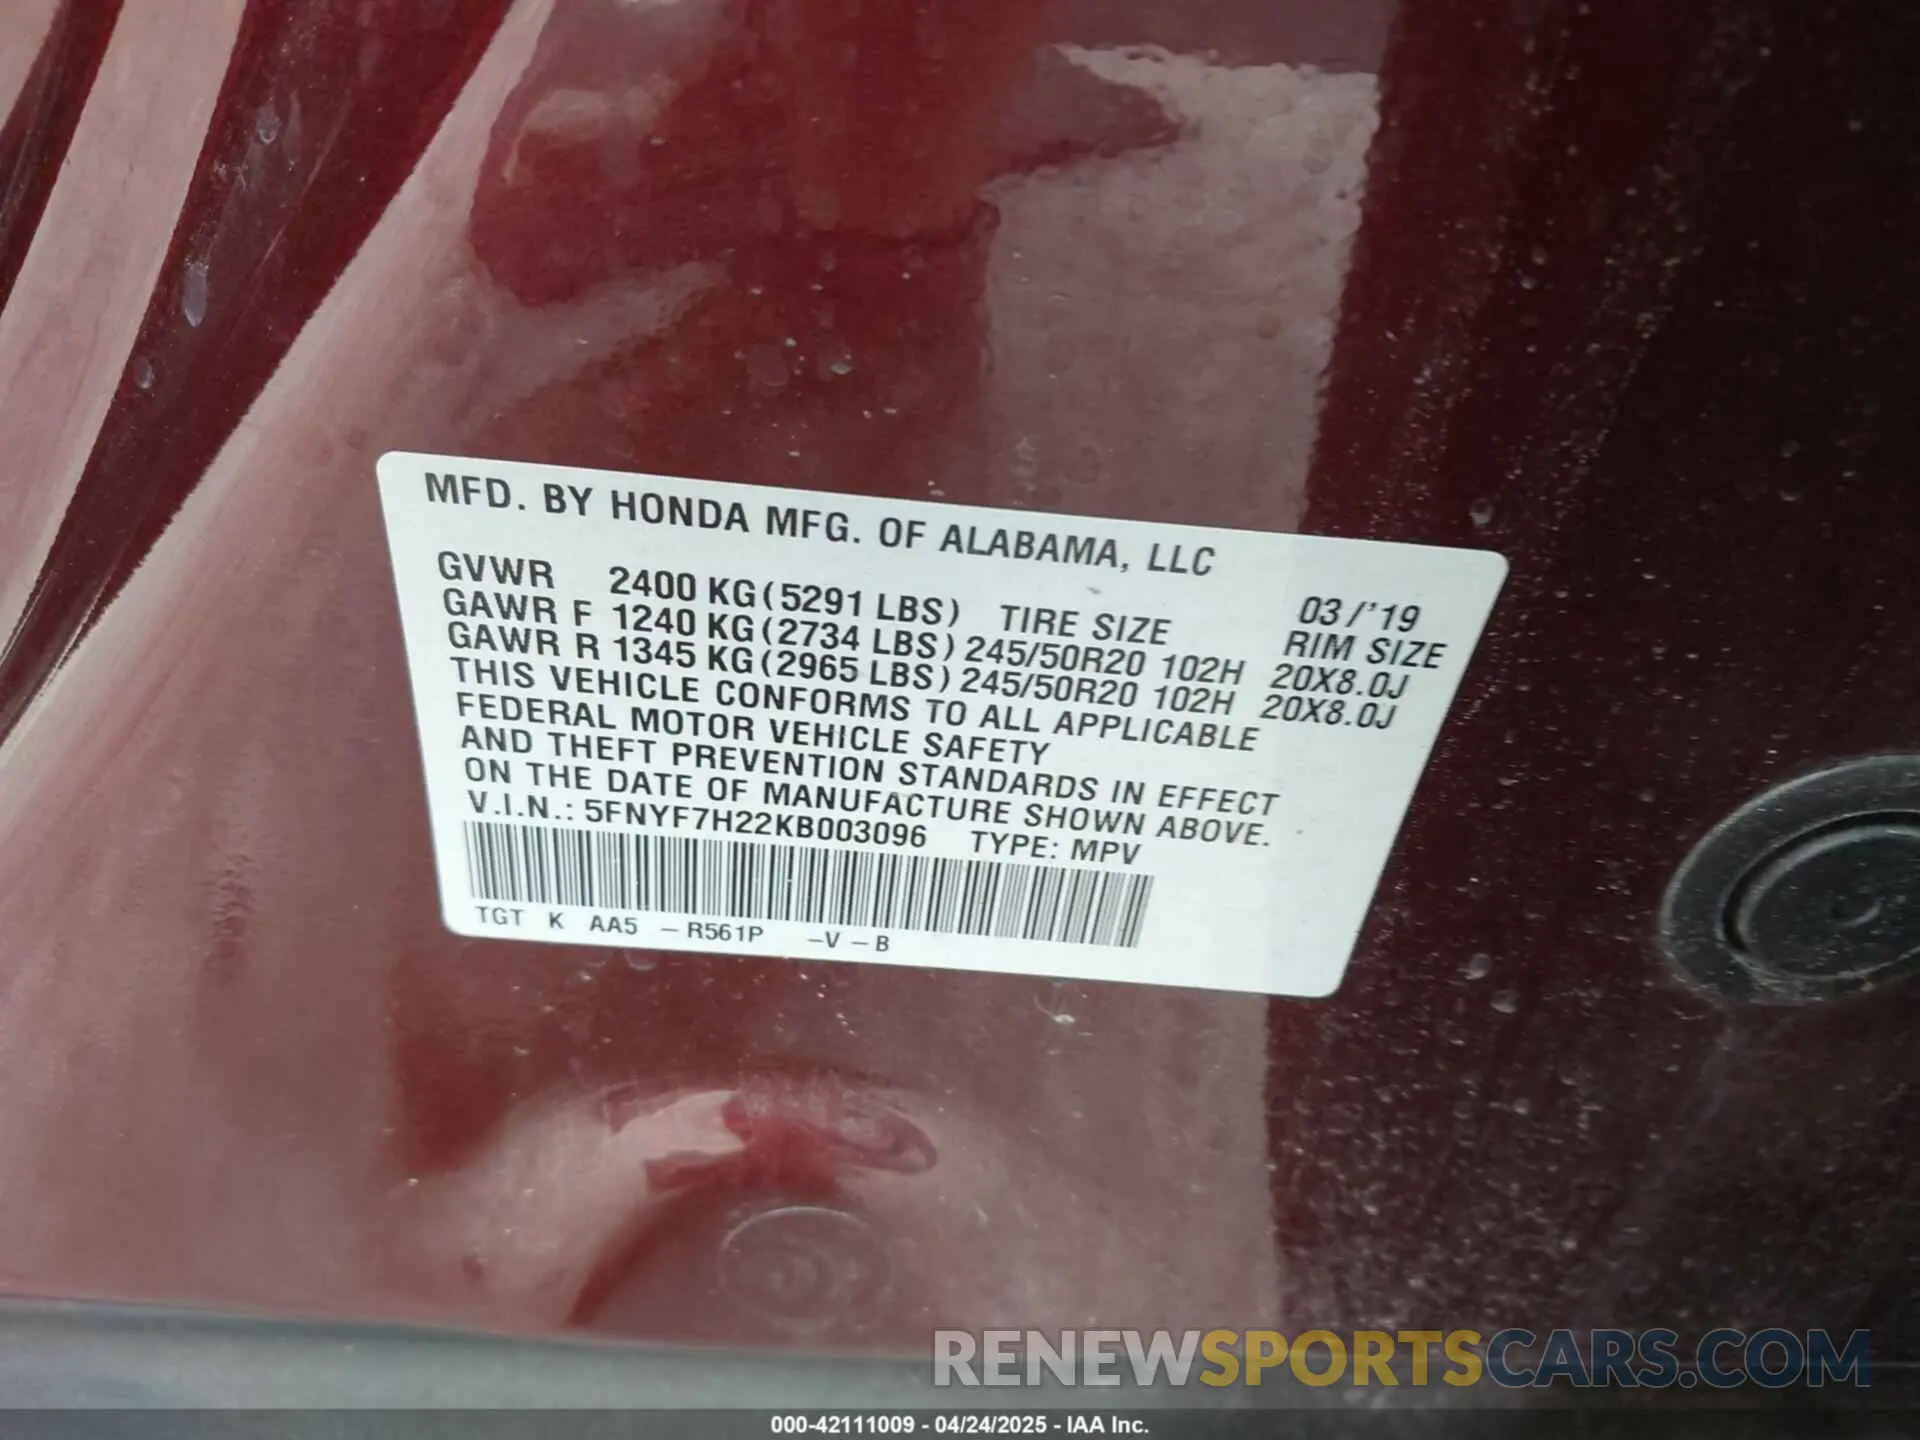 MFD. BY HONDA MFG. OF ALABAMA, LLC
03/'19
GVWR 2400 KG(5291 LBS) TIRE SIZE RIM SIZE
GAWR F 1240 KG(2734 LBS) 245/50R20 102H 20X8.0J
GAWR R 1345 KG(2965 LBS) 245/50R20 102H 20X8.0J
THIS VEHICLE CONFORMS TO ALL APPLICABLE
FEDERAL MOTOR VEHICLE SAFETY
AND THEFT PREVENTION STANDARDS IN EFFECT
ON THE DATE OF MANUFACTURE SHOWN ABOVE.
V.I.N.: 5FNYF7H22KB003096 TYPE: MPV
TGT K AA5 -R561P -V-B
RENEWSPORTSCARS.COM
000-42111009 - 04/24/2025 - IAA Inc.